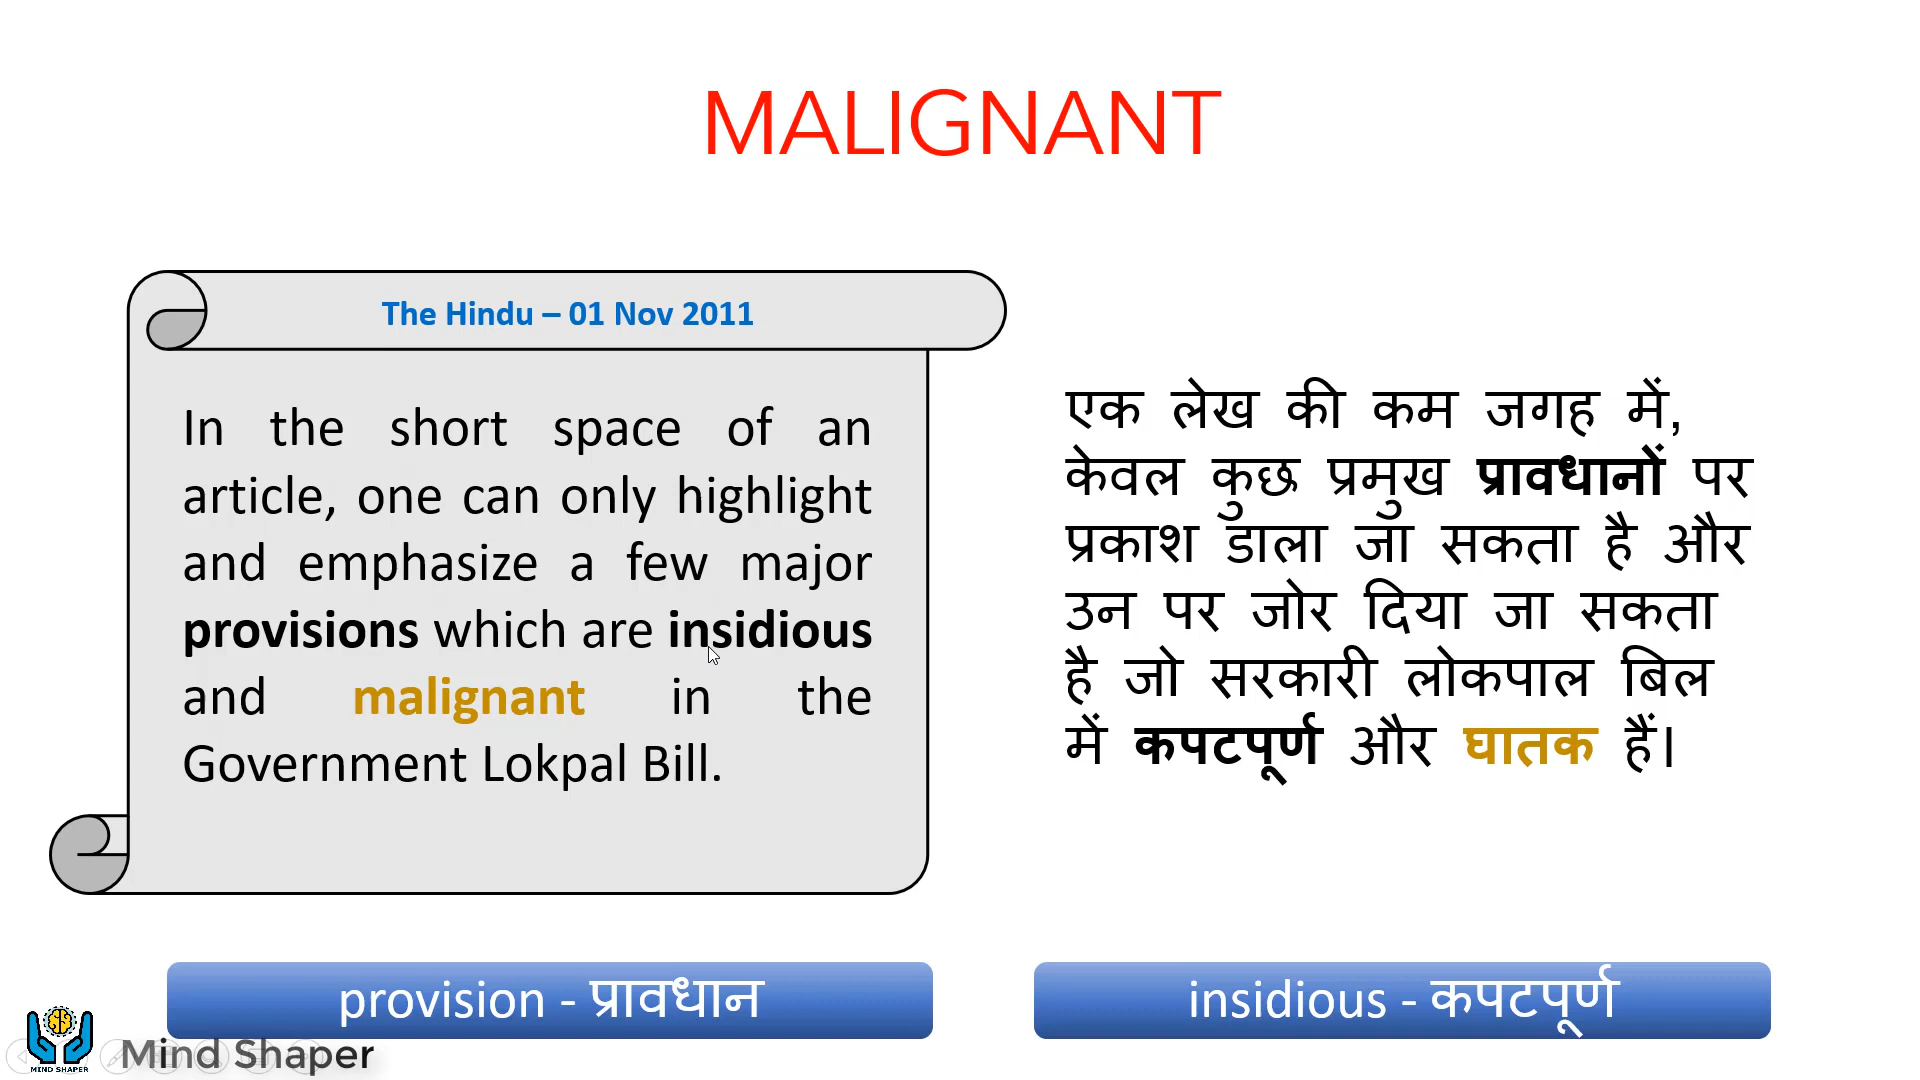 MALIGNANT
The Hindu – 01 Nov 2011
In the short space of an
article, one can only highlight
and emphasize a few major
provisions which are insidious
and malignant in the
Government Lokpal Bill.
एक लेख की कम जगह में,
केवल कुछ प्रमुख प्रावधानों पर
प्रकाश डाला जा सकता है और
उन पर जोर दिया जा सकता
है जो सरकारी लोकपाल बिल
में कपटपूर्ण और घातक हैं।
provision - प्रावधान
insidious - कपटपूर्ण
MIND SHAPER
Mind Shaper